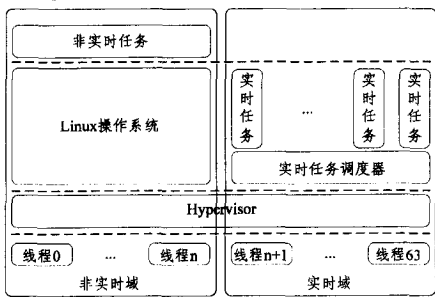 非实时任务
Linux操作系统
实时任务
...
实时任务
实时任务
实时任务调度器
Hypervisor
线程0
...
线程n
线程n+1
...
线程63
非实时域
实时域